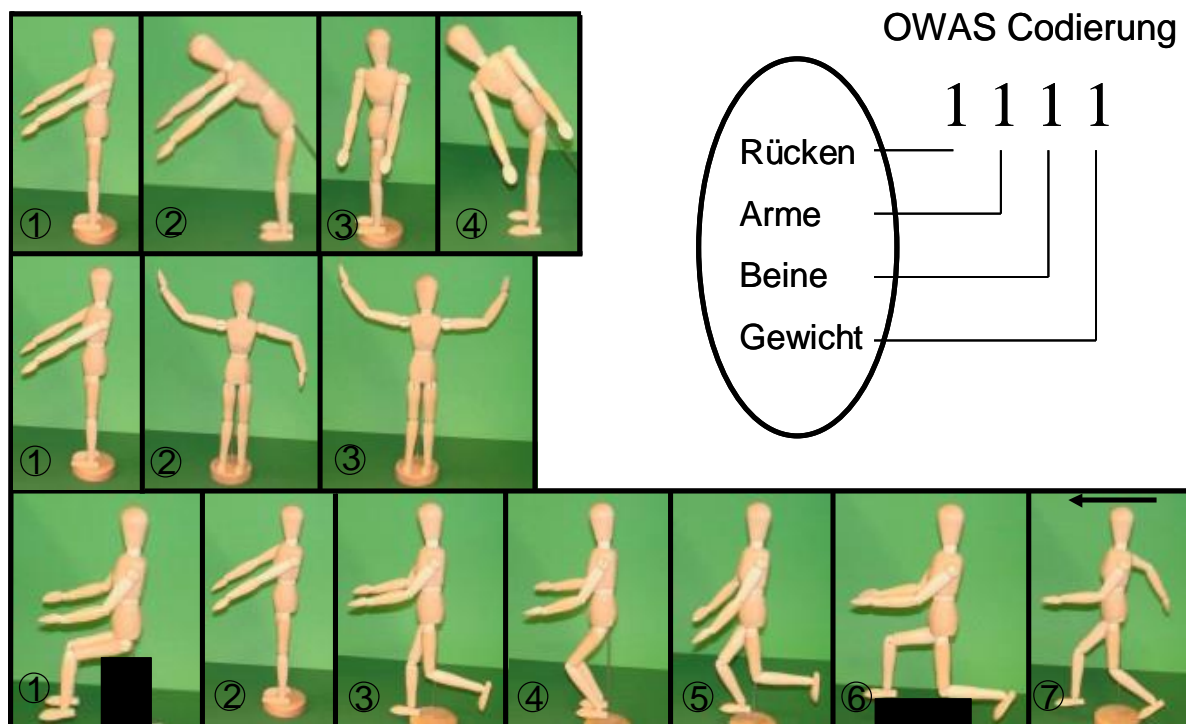 OWAS Codierung
1 1 1 1
Rücken
Arme
Beine
Gewicht
① ② ③ ④
① ② ③
① ② ③ ④ ⑤ ⑥ ⑦